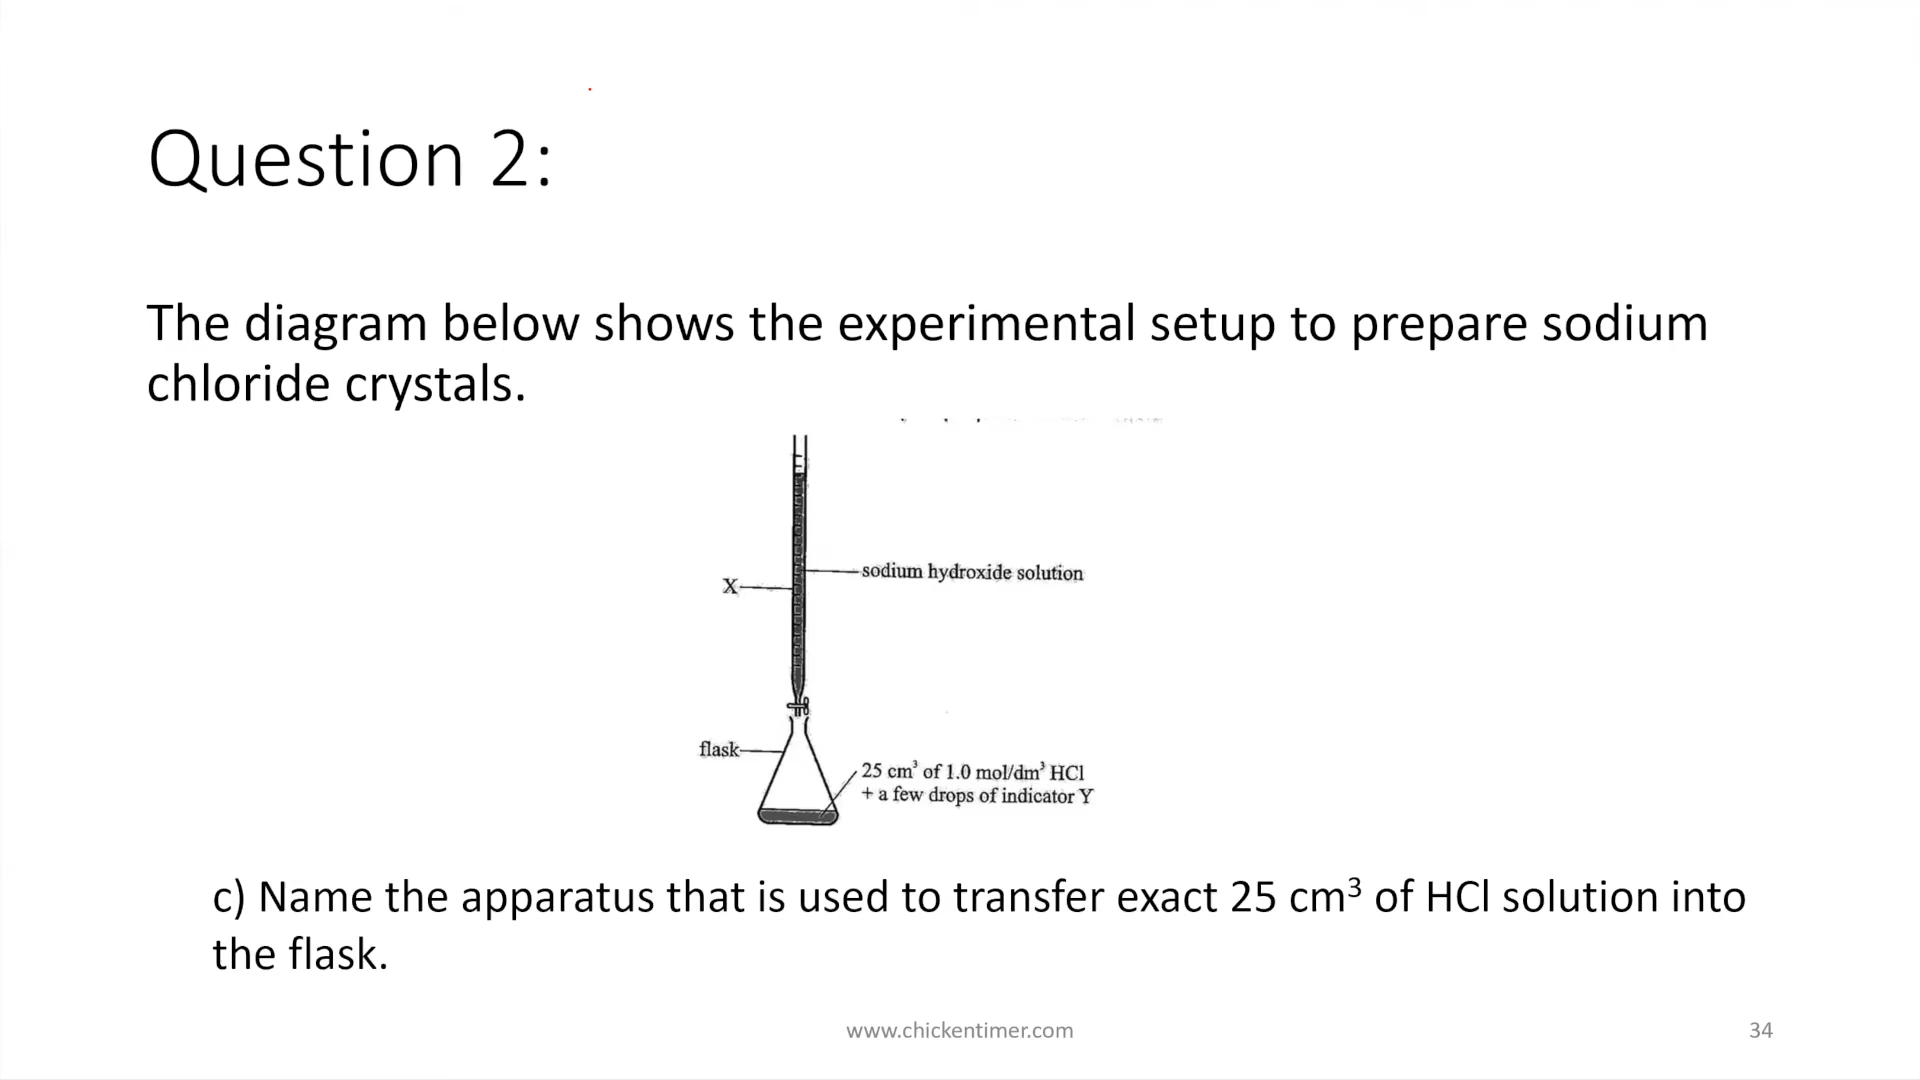 Question 2:
The diagram below shows the experimental setup to prepare sodium
chloride crystals.
sodium hydroxide solution
X
flask
25 cm³ of 1.0 mol/dm³ HCl
+ a few drops of indicator Y
c) Name the apparatus that is used to transfer exact 25 cm³ of HCl solution into
the flask.
www.chickentimer.com
34